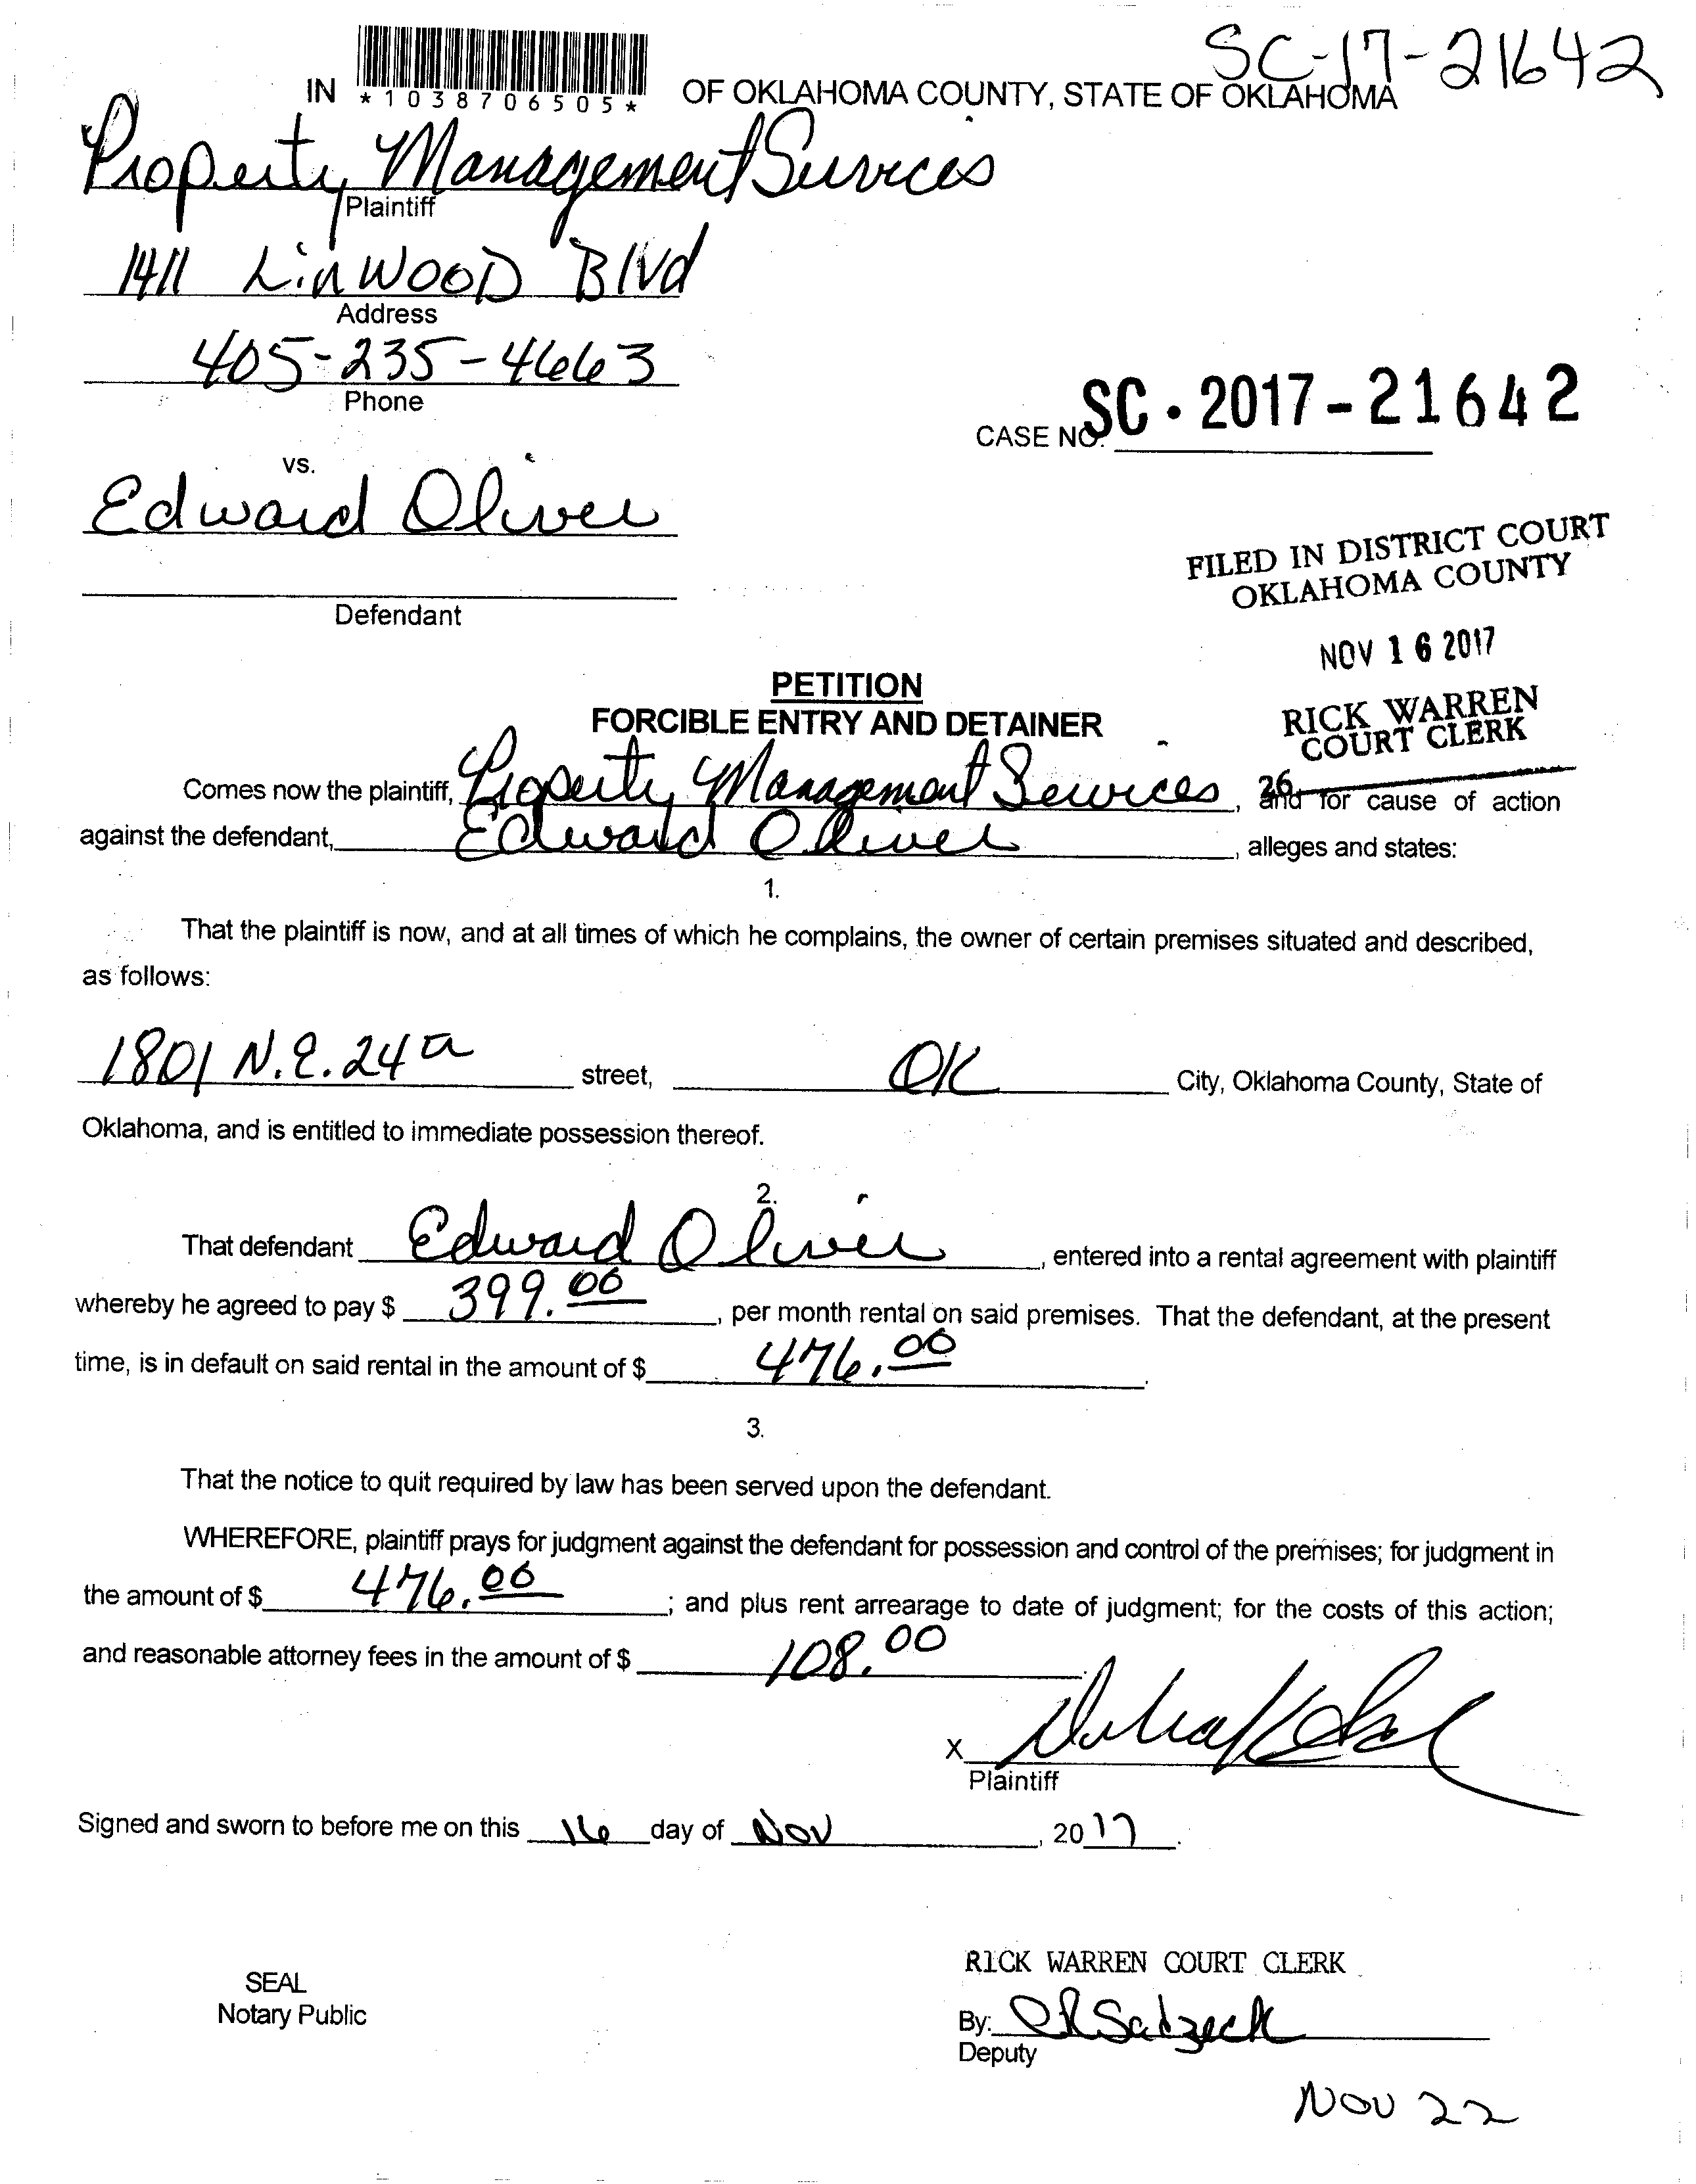 SC-17-21642
IN *1038706505* OF OKLAHOMA COUNTY, STATE OF OKLAHOMA
Property Management Services
Plaintiff
1411 LinWOOD Blvd
Address
405-235-4663
Phone
CASE NO. SC-2017-21642
vs.
Edward Oliver
Defendant
FILED IN DISTRICT COURT
OKLAHOMA COUNTY
NOV 16 2017
RICK WARREN
COURT CLERK
26
PETITION
FORCIBLE ENTRY AND DETAINER
Comes now the plaintiff, Property Management Services, and for cause of action
against the defendant, Edward Oliver, alleges and states:
1.
That the plaintiff is now, and at all times of which he complains, the owner of certain premises situated and described,
as follows:
1801 N.E. 24 street, OK City, Oklahoma County, State of
Oklahoma, and is entitled to immediate possession thereof.
2.
That defendant Edward Oliver, entered into a rental agreement with plaintiff
whereby he agreed to pay $ 399.00, per month rental on said premises. That the defendant, at the present
time, is in default on said rental in the amount of $ 476.00.
3.
That the notice to quit required by law has been served upon the defendant.
WHEREFORE, plaintiff prays for judgment against the defendant for possession and control of the premises; for judgment in
the amount of $ 476.00; and plus rent arrearage to date of judgment; for the costs of this action;
and reasonable attorney fees in the amount of $ 108.00
X
Plaintiff
Signed and sworn to before me on this 16 day of Nov, 2017.
SEAL
Notary Public
RICK WARREN COURT CLERK
By:
Deputy
NOV 22